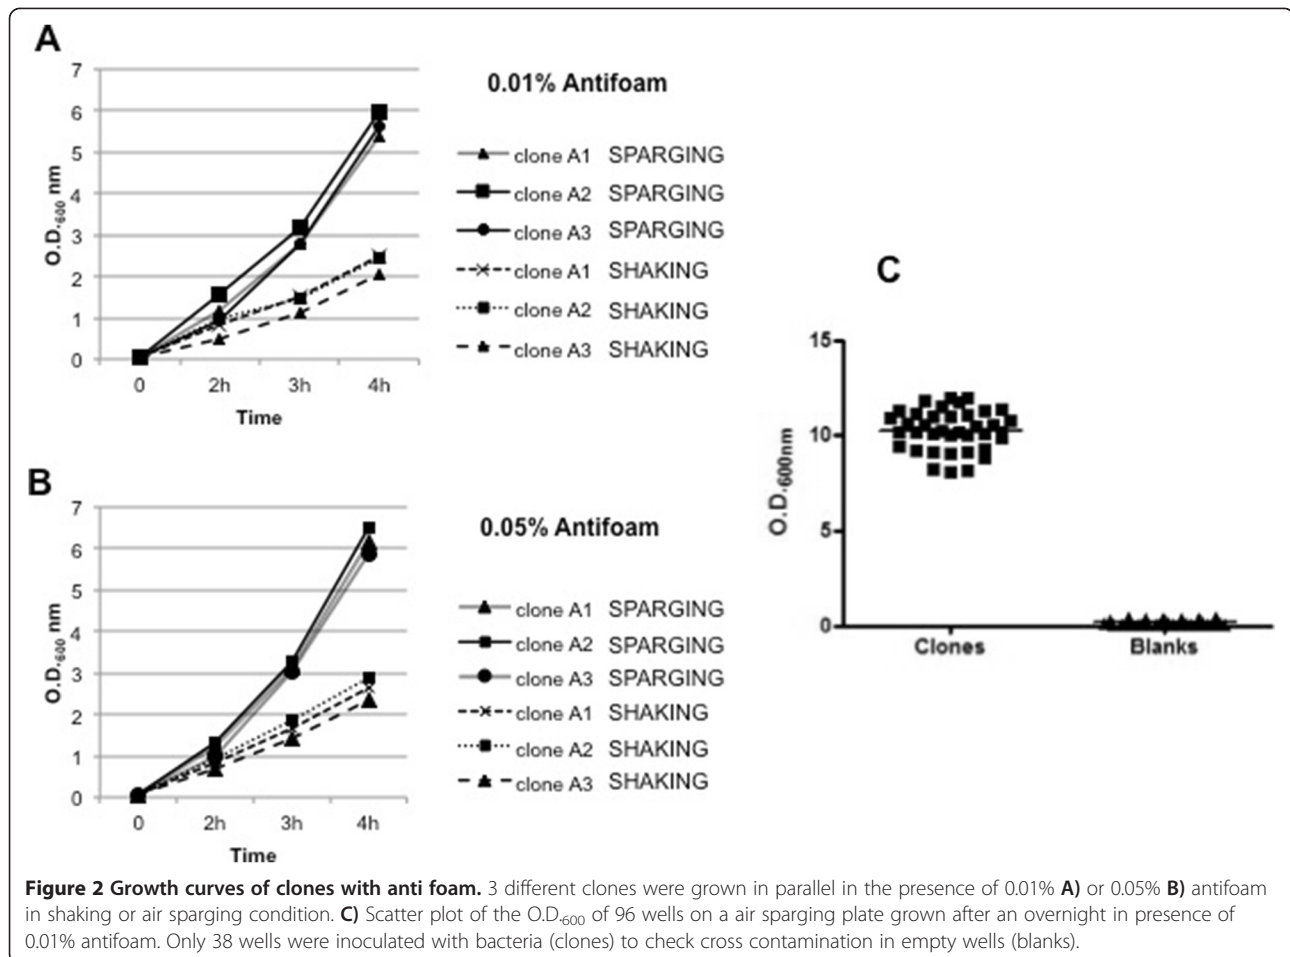 A
7
6
5
4
3
2
1
0
O.D.600 nm
0 2h 3h 4h
Time
0.01% Antifoam
clone A1 SPARGING
clone A2 SPARGING
clone A3 SPARGING
clone A1 SHAKING
clone A2 SHAKING
clone A3 SHAKING
B
7
6
5
4
3
2
1
0
O.D.600 nm
0 2h 3h 4h
Time
0.05% Antifoam
clone A1 SPARGING
clone A2 SPARGING
clone A3 SPARGING
clone A1 SHAKING
clone A2 SHAKING
clone A3 SHAKING
C
15
10
5
0
O.D.600nm
Clones Blanks
Figure 2 Growth curves of clones with anti foam. 3 different clones were grown in parallel in the presence of 0.01% A) or 0.05% B) antifoam
in shaking or air sparging condition. C) Scatter plot of the O.D.600 of 96 wells on a air sparging plate grown after an overnight in presence of
0.01% antifoam. Only 38 wells were inoculated with bacteria (clones) to check cross contamination in empty wells (blanks).